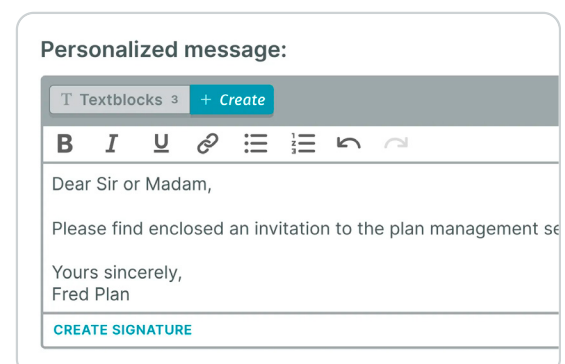 Personalized message:
T Textblocks 3 + Create
B I U
Dear Sir or Madam,
Please find enclosed an invitation to the plan management
Yours sincerely,
Fred Plan
CREATE SIGNATURE